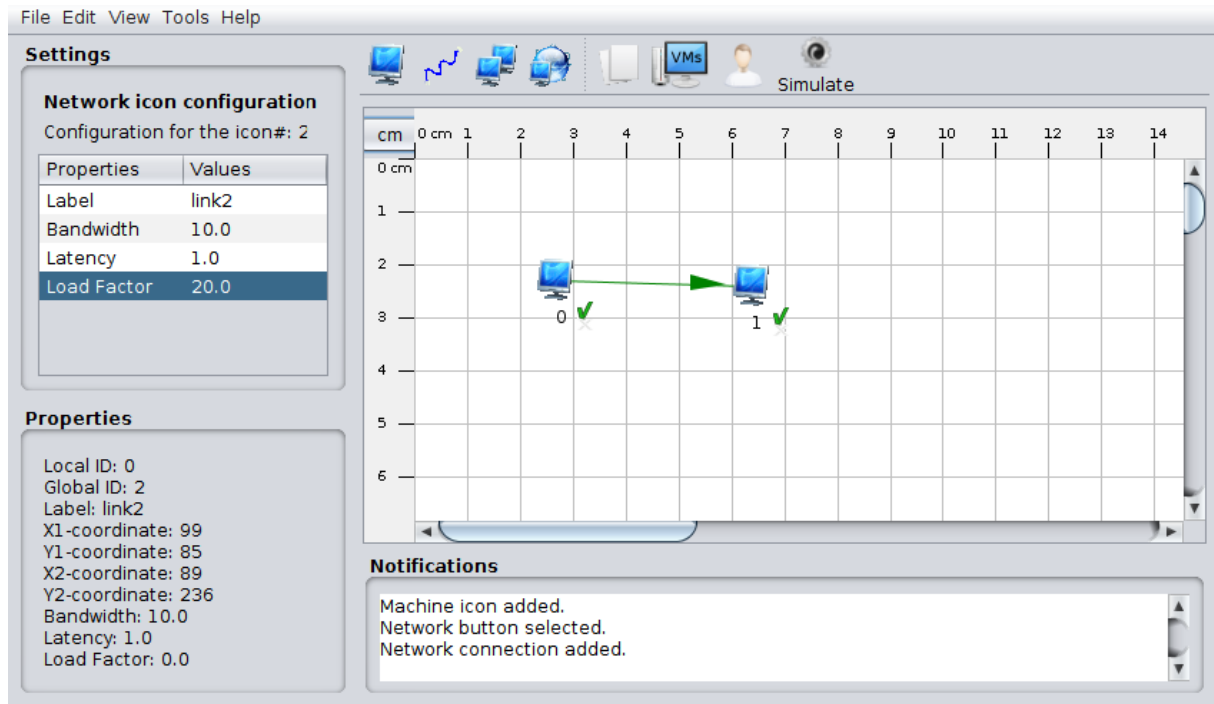 File Edit View Tools Help
Settings
Network icon configuration
Configuration for the icon#: 2
Properties Values
Label link2
Bandwidth 10.0
Latency 1.0
Load Factor 20.0
Properties
Local ID: 0
Global ID: 2
Label: link2
X1-coordinate: 99
Y1-coordinate: 85
X2-coordinate: 89
Y2-coordinate: 236
Bandwidth: 10.0
Latency: 1.0
Load Factor: 0.0
VMs
Simulate
cm 0 cm 1 2 3 4 5 6 7 8 9 10 11 12 13 14
0 cm
1
2
3
4
5
6
0
1
Notifications
Machine icon added.
Network button selected.
Network connection added.